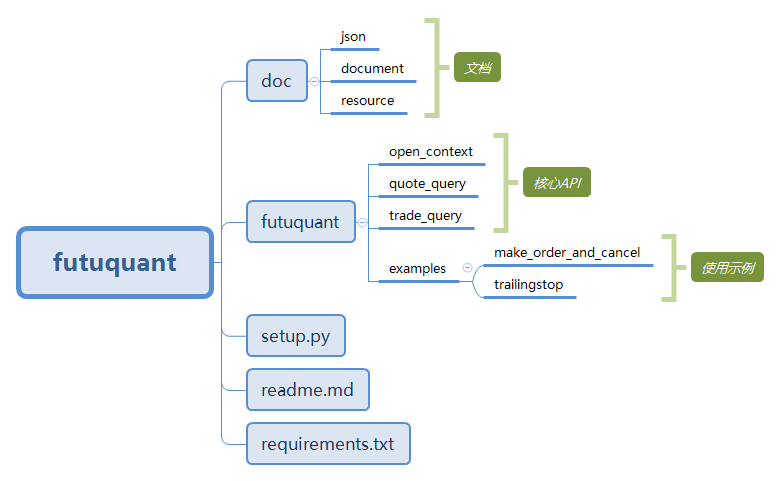 futuquant
doc
json
document
resource
文档
futuquant
open_context
quote_query
trade_query
核心API
examples
make_order_and_cancel
trailingstop
使用示例
setup.py
readme.md
requirements.txt